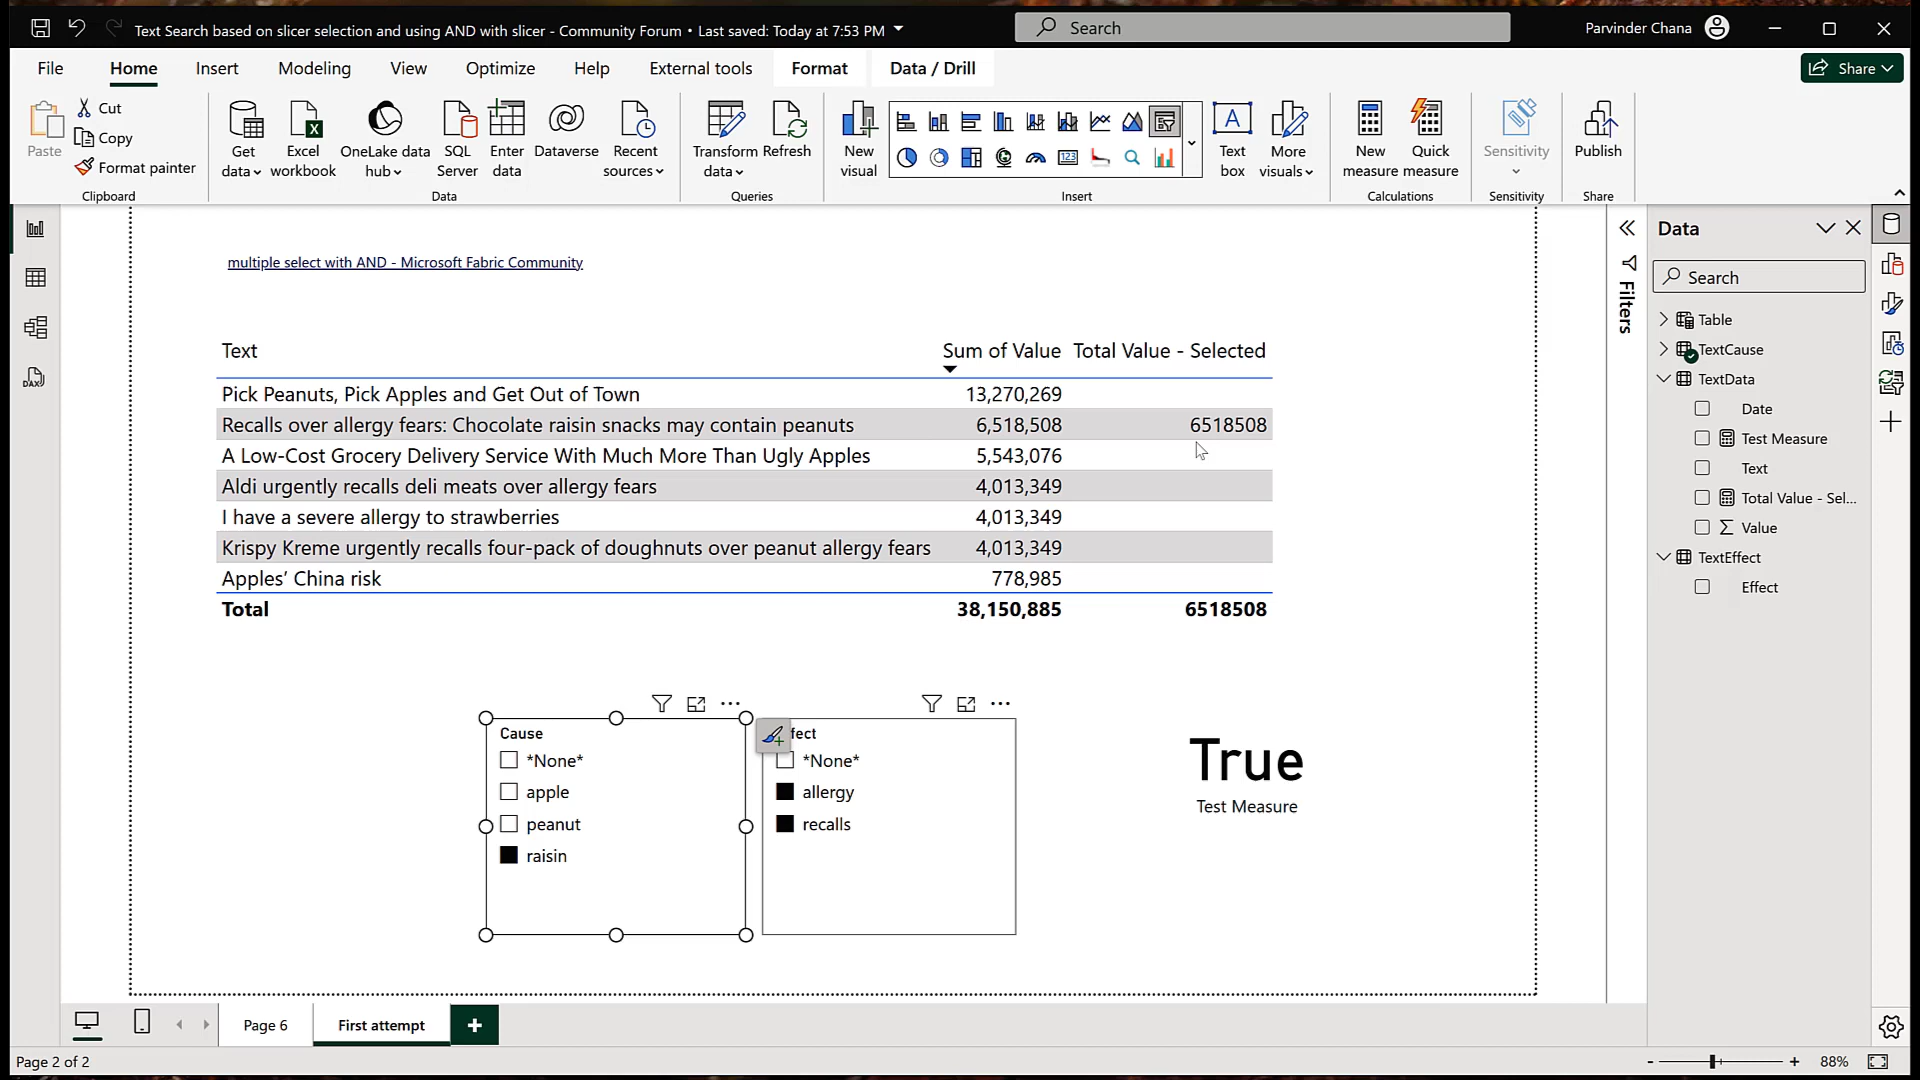 Text Search based on slicer selection and using AND with slicer - Community Forum • Last saved: Today at 7:53 PM
Search
Parvinder Chana
File Home Insert Modeling View Optimize Help External tools Format Data / Drill
Share
Paste
Cut
Copy
Format painter
Clipboard
Get data
Excel workbook
OneLake data hub
SQL Server
Enter data
Dataverse
Recent sources
Data
Transform data
Refresh
Queries
New visual
123
A
Text box
More visuals
Insert
New measure
Quick measure
Calculations
Sensitivity
Sensitivity
Publish
Share
DAX
multiple select with AND - Microsoft Fabric Community
Text Sum of Value Total Value - Selected
Pick Peanuts, Pick Apples and Get Out of Town 13,270,269
Recalls over allergy fears: Chocolate raisin snacks may contain peanuts 6,518,508 6518508
A Low-Cost Grocery Delivery Service With Much More Than Ugly Apples 5,543,076
Aldi urgently recalls deli meats over allergy fears 4,013,349
I have a severe allergy to strawberries 4,013,349
Krispy Kreme urgently recalls four-pack of doughnuts over peanut allergy fears 4,013,349
Apples’ China risk 778,985
Total 38,150,885 6518508
Cause
*None*
apple
peanut
raisin
fect
*None*
allergy
recalls
True
Test Measure
Filters
Data
Search
Table
TextCause
TextData
Date
Test Measure
Text
Total Value - Sel...
Σ Value
TextEffect
Effect
Page 6 First attempt +
Page 2 of 2
- + 88%